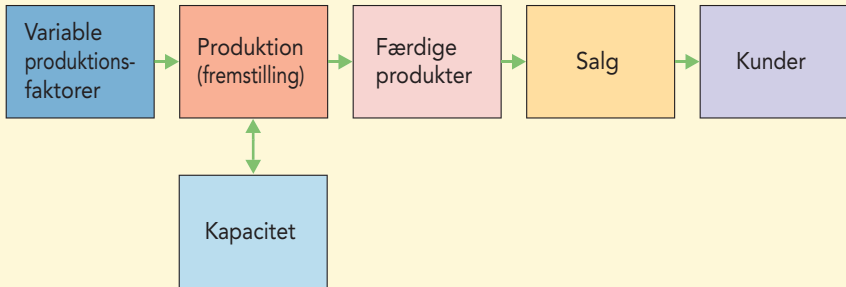 Variable
produktions-
faktorer
Produktion
(fremstilling)
Færdige
produkter
Salg
Kunder
Kapacitet